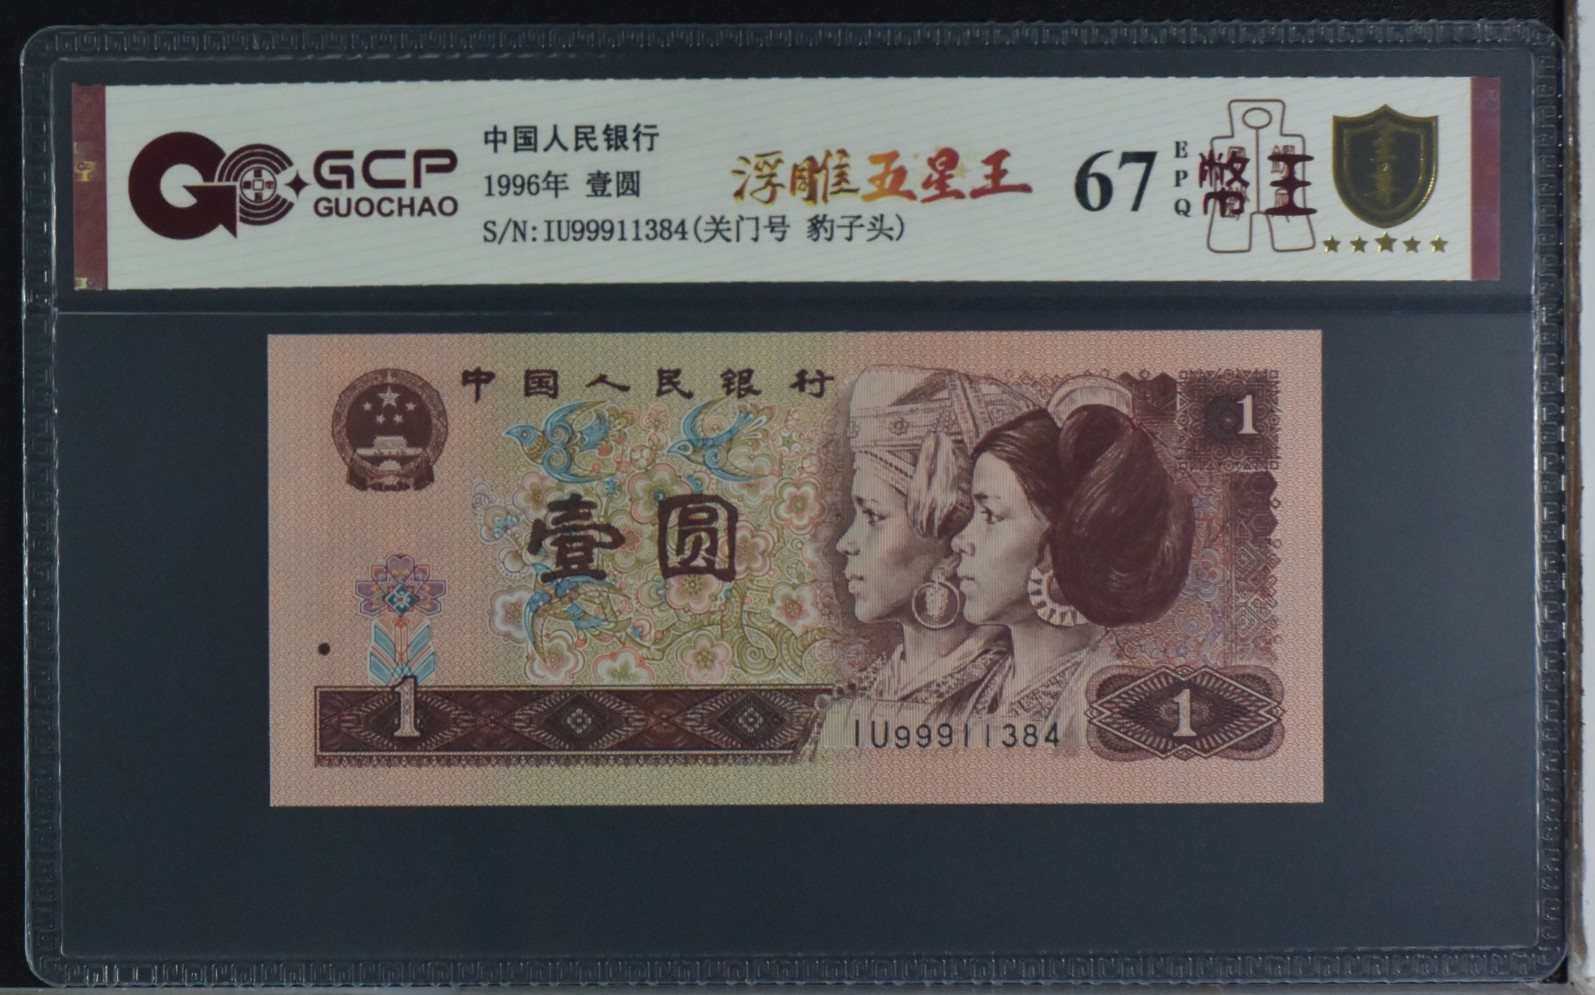 GCP
GUOCHAO
中国人民银行
1996年 壹圆
S/N:IU99911384(关门号 豹子头)
浮雕五星王
67
EPQ
中国人民银行
1
壹圆
1
IU99911384
1